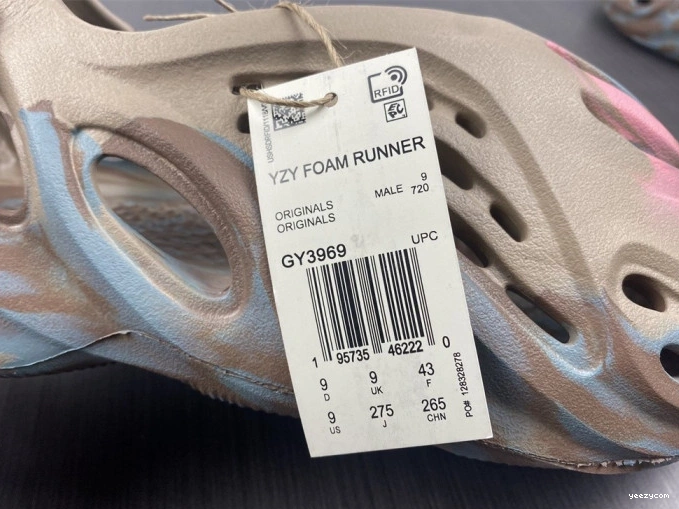 RFID
YZY FOAM RUNNER
MALE 9
720
ORIGINALS
ORIGINALS
GY3969
UPC
1 95735 46222 0
9 9 43
D UK F
9 275 265
US J CHN
PO# 128328278
yeezycom